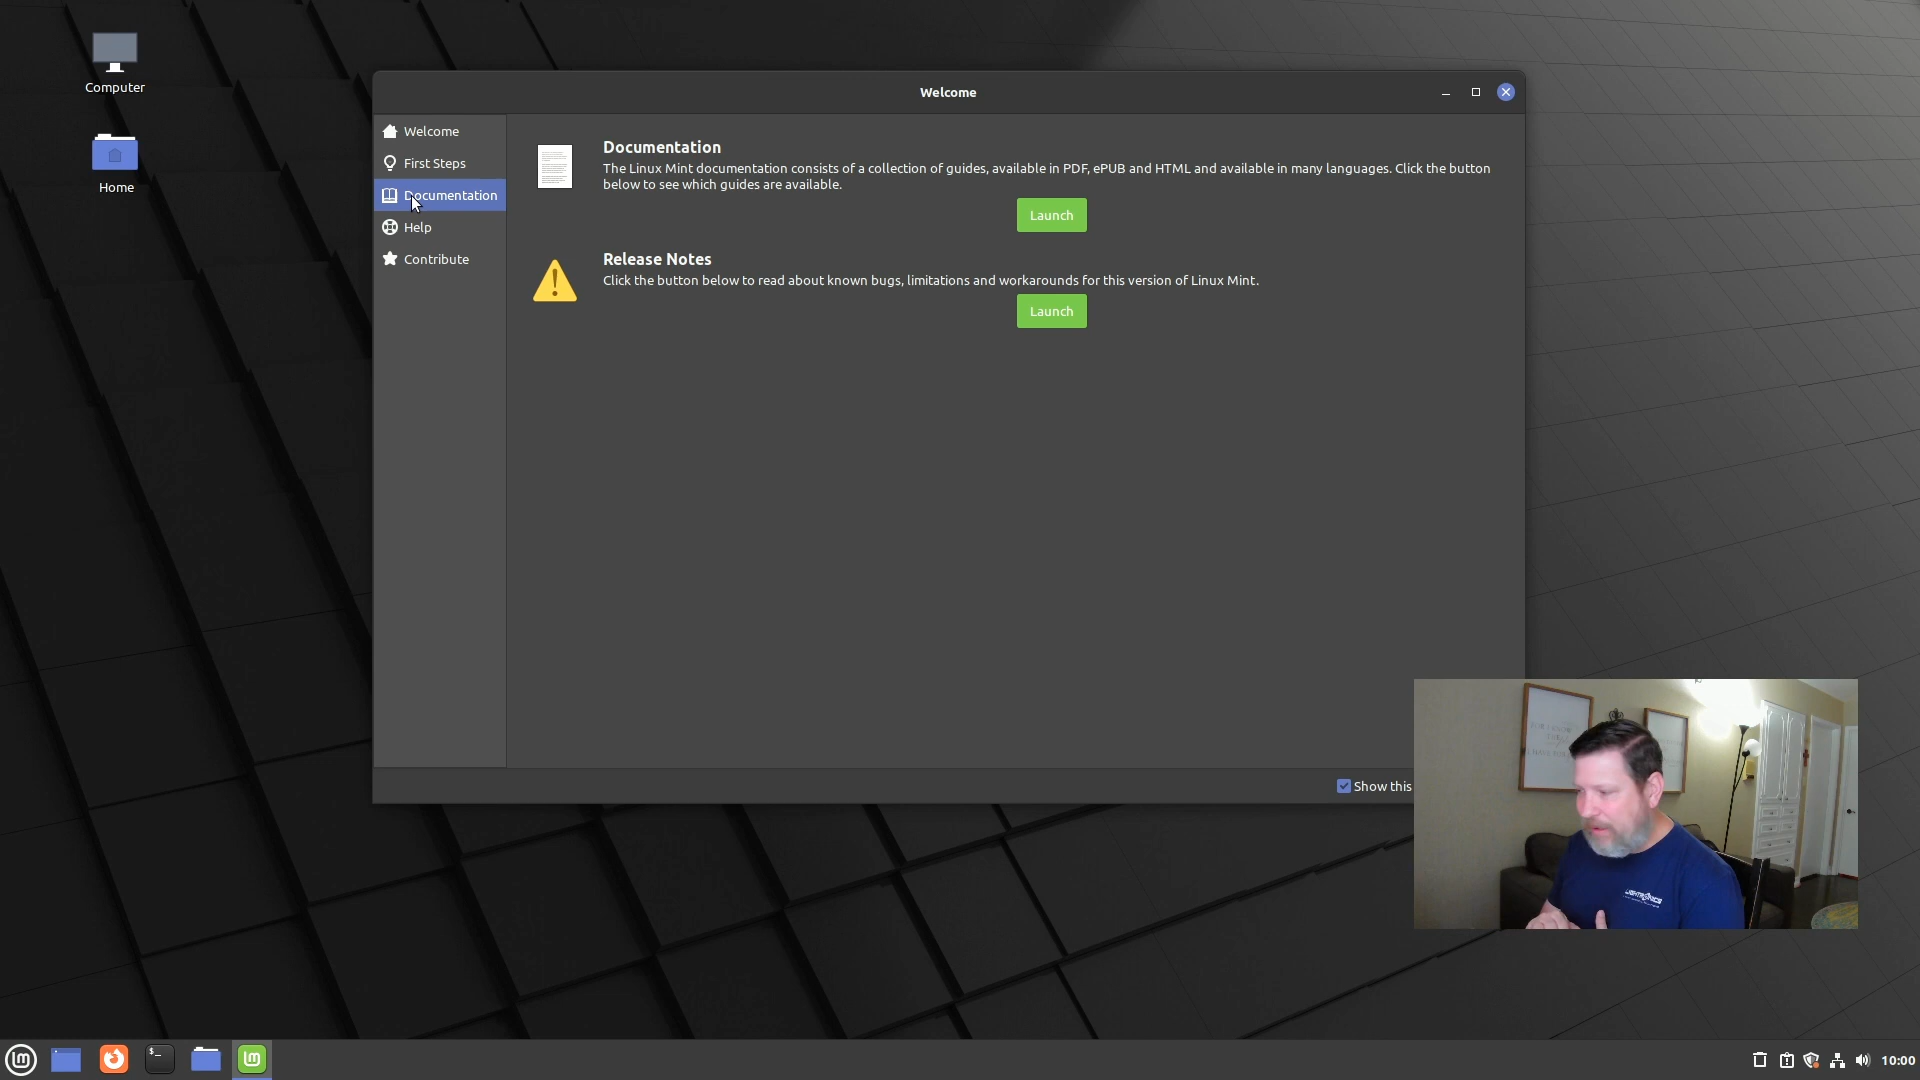 Computer
Home
Welcome
Welcome
First Steps
Documentation
Help
Contribute
Documentation
The Linux Mint documentation consists of a collection of guides, available in PDF, ePUB and HTML and available in many languages. Click the button
below to see which guides are available.
Launch
Release Notes
Click the button below to read about known bugs, limitations and workarounds for this version of Linux Mint.
Launch
Show this
10:00